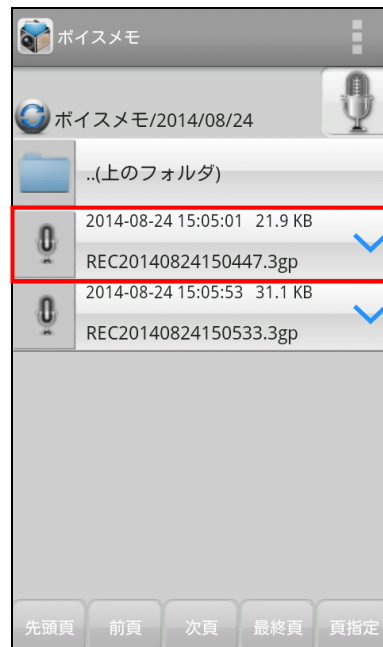 ボイスメモ
ボイスメモ/2014/08/24
..(上のフォルダ)
2014-08-24 15:05:01 21.9 KB
REC20140824150447.3gp
2014-08-24 15:05:53 31.1 KB
REC20140824150533.3gp
先頭頁 前頁 次頁 最終頁 頁指定